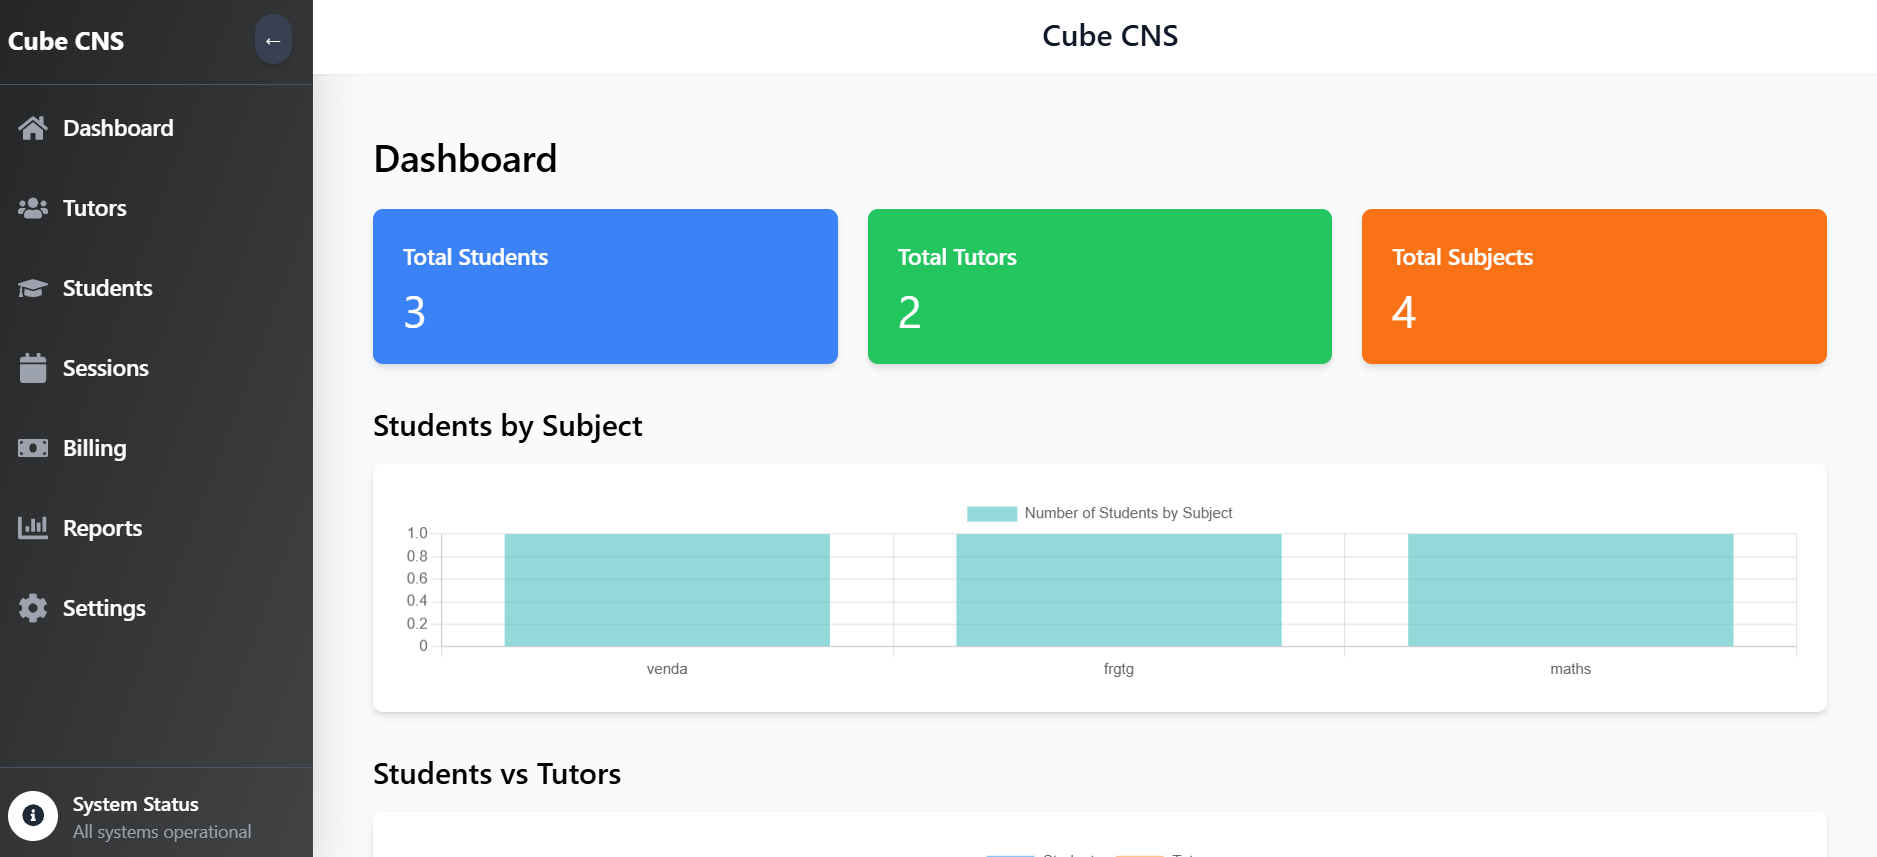 Cube CNS
←
Cube CNS
Dashboard
Tutors
Students
Sessions
Billing
Reports
Settings
System Status
All systems operational
Dashboard
Total Students
3
Total Tutors
2
Total Subjects
4
Students by Subject
Number of Students by Subject
1.0
0.8
0.6
0.4
0.2
0
venda
frgtg
maths
Students vs Tutors